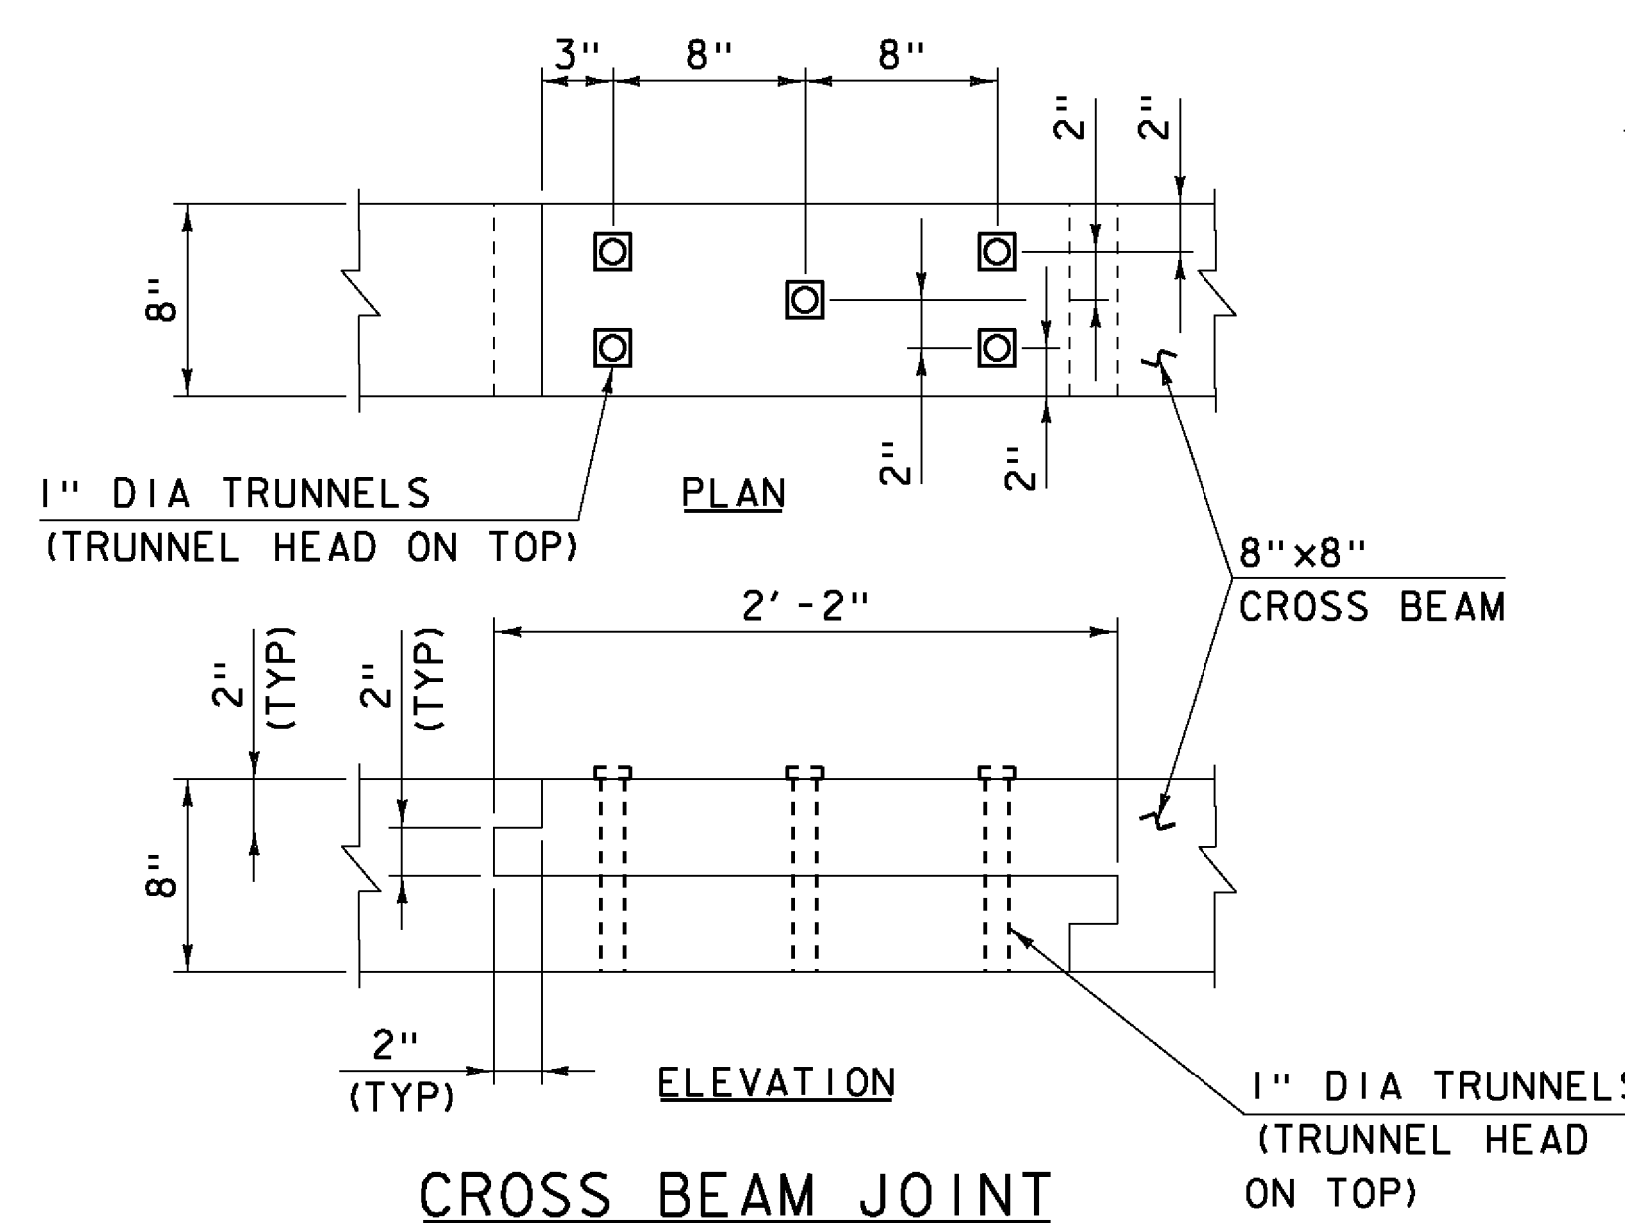 3"
8"
8"
2"
2"
8"
2"
2"
1" DIA TRUNNELS
(TRUNNEL HEAD ON TOP)
PLAN
8"x8"
CROSS BEAM
2'-2"
2"
(TYP)
2"
(TYP)
8"
2"
(TYP)
ELEVATION
1" DIA TRUNNELS
(TRUNNEL HEAD
ON TOP)
CROSS BEAM JOINT